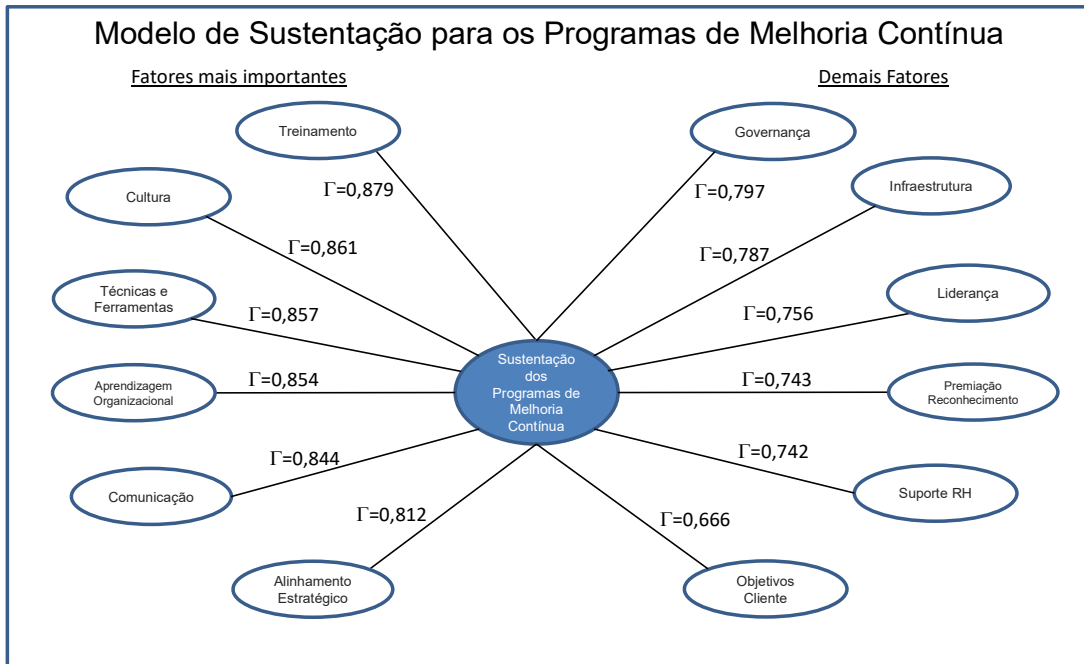 Modelo de Sustentação para os Programas de Melhoria Contínua
Fatores mais importantes
Demais Fatores
Treinamento
Governança
Γ=0,879
Γ=0,797
Cultura
Infraestrutura
Γ=0,861
Γ=0,787
Técnicas e
Ferramentas
Liderança
Γ=0,857
Γ=0,756
Aprendizagem
Organizacional
Γ=0,854
Sustentação
dos
Programas de
Melhoria
Contínua
Γ=0,743
Premiação
Reconhecimento
Γ=0,844
Γ=0,742
Comunicação
Suporte RH
Γ=0,812
Γ=0,666
Alinhamento
Estratégico
Objetivos
Cliente